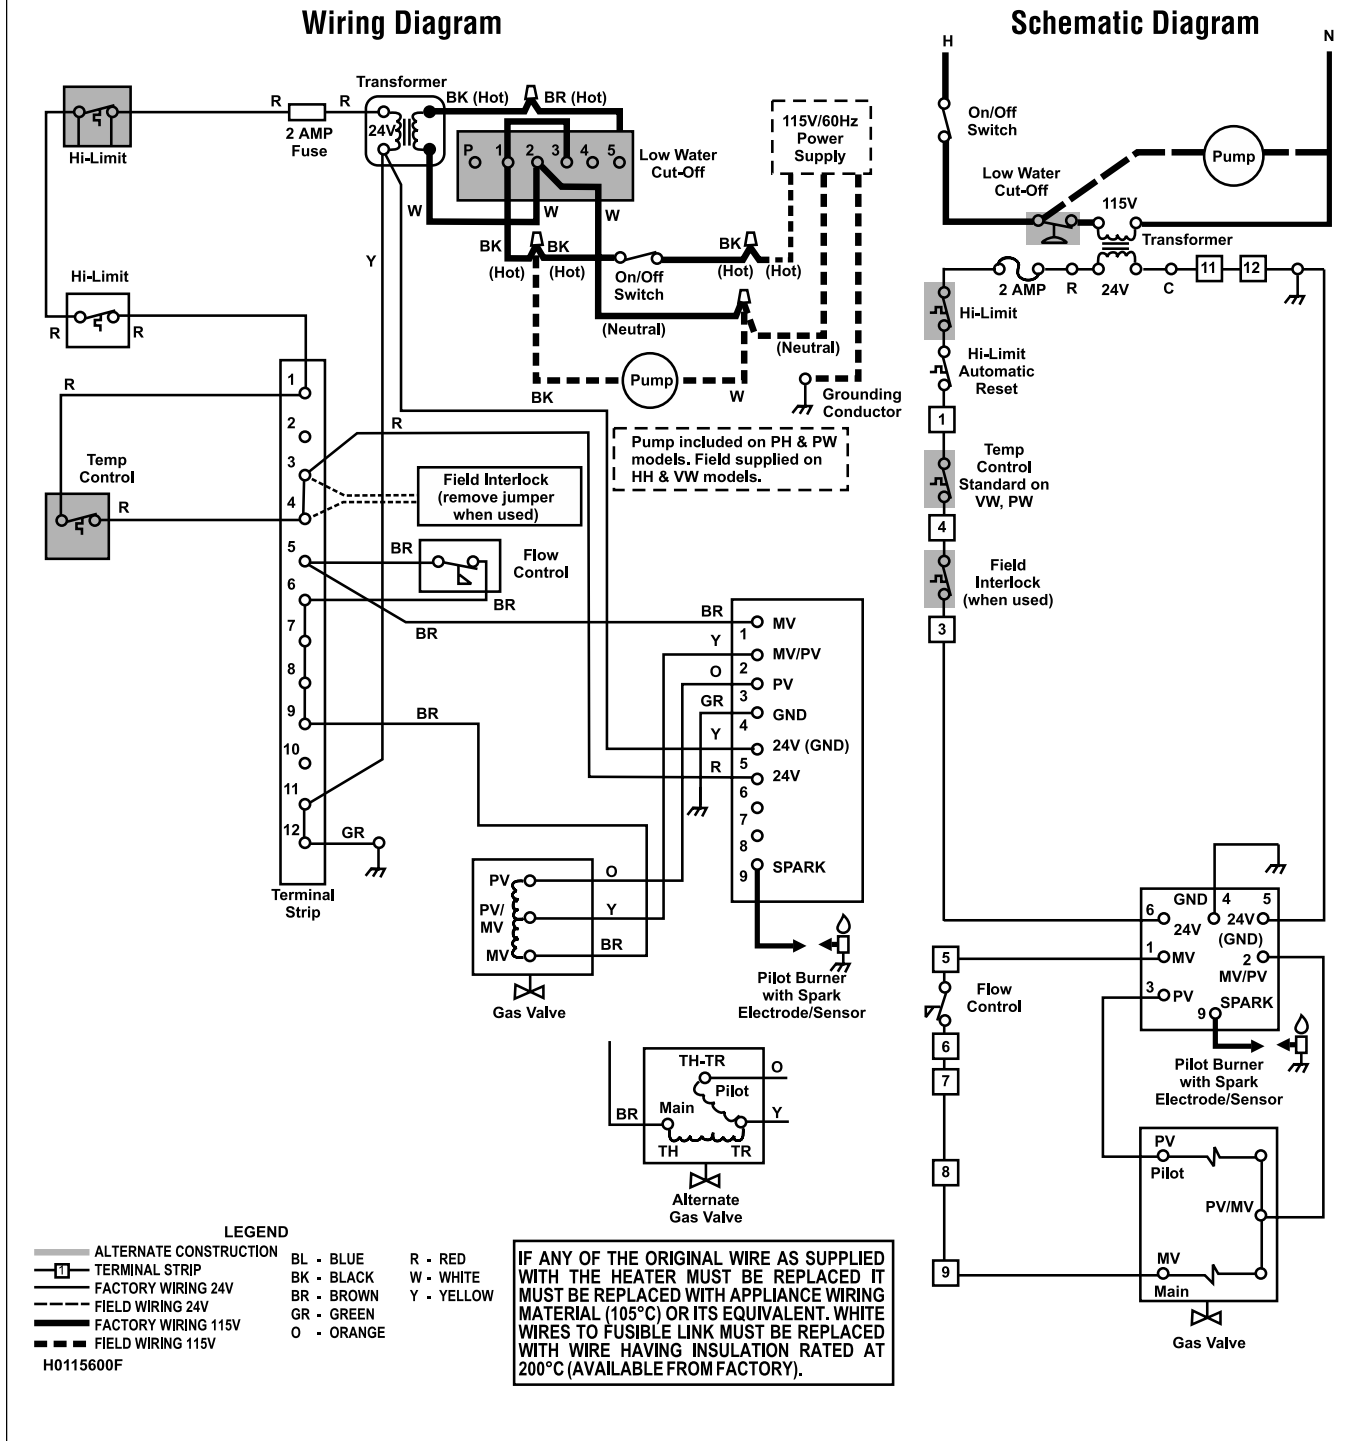 Wiring Diagram
Schematic Diagram
Hi-Limit
R
2 AMP
Fuse
R
Transformer
24V
BK (Hot)
BR (Hot)
P
1
2
3
4
5
Low Water
Cut-Off
115V/60Hz
Power
Supply
W
W
W
Y
BK
(Hot)
BK
(Hot)
On/Off
Switch
BK
(Hot)
(Hot)
(Neutral)
(Neutral)
Pump
BK
W
Grounding
Conductor
Hi-Limit
R
R
R
Temp
Control
R
1
2
3
4
5
6
7
8
9
10
11
12
Terminal
Strip
R
Field Interlock
(remove jumper
when used)
Pump included on PH & PW
models. Field supplied on
HH & VW models.
BR
Flow
Control
BR
BR
BR
GR
BR
Y
O
GR
Y
R
1
2
3
4
5
6
7
8
9
MV
MV/PV
PV
GND
24V (GND)
24V
SPARK
PV
PV/
MV
MV
O
Y
BR
Gas Valve
Pilot Burner
with Spark
Electrode/Sensor
TH-TR
Pilot
Main
TH
TR
O
Y
BR
Alternate
Gas Valve
H
N
On/Off
Switch
Pump
Low Water
Cut-Off
115V
Transformer
2 AMP
R
24V
C
11
12
Hi-Limit
Hi-Limit
Automatic
Reset
1
Temp
Control
Standard on
VW, PW
4
Field
Interlock
(when used)
3
GND
4
5
6
24V
24V
(GND)
1
MV
2
MV/PV
3
PV
SPARK
9
5
Flow
Control
6
7
8
9
Pilot Burner
with Spark
Electrode/Sensor
PV
Pilot
PV/MV
MV
Main
Gas Valve
LEGEND
ALTERNATE CONSTRUCTION
1 TERMINAL STRIP
FACTORY WIRING 24V
FIELD WIRING 24V
FACTORY WIRING 115V
FIELD WIRING 115V
H0115600F
BL - BLUE
BK - BLACK
BR - BROWN
GR - GREEN
O - ORANGE
R - RED
W - WHITE
Y - YELLOW
IF ANY OF THE ORIGINAL WIRE AS SUPPLIED
WITH THE HEATER MUST BE REPLACED IT
MUST BE REPLACED WITH APPLIANCE WIRING
MATERIAL (105°C) OR ITS EQUIVALENT. WHITE
WIRES TO FUSIBLE LINK MUST BE REPLACED
WITH WIRE HAVING INSULATION RATED AT
200°C (AVAILABLE FROM FACTORY).